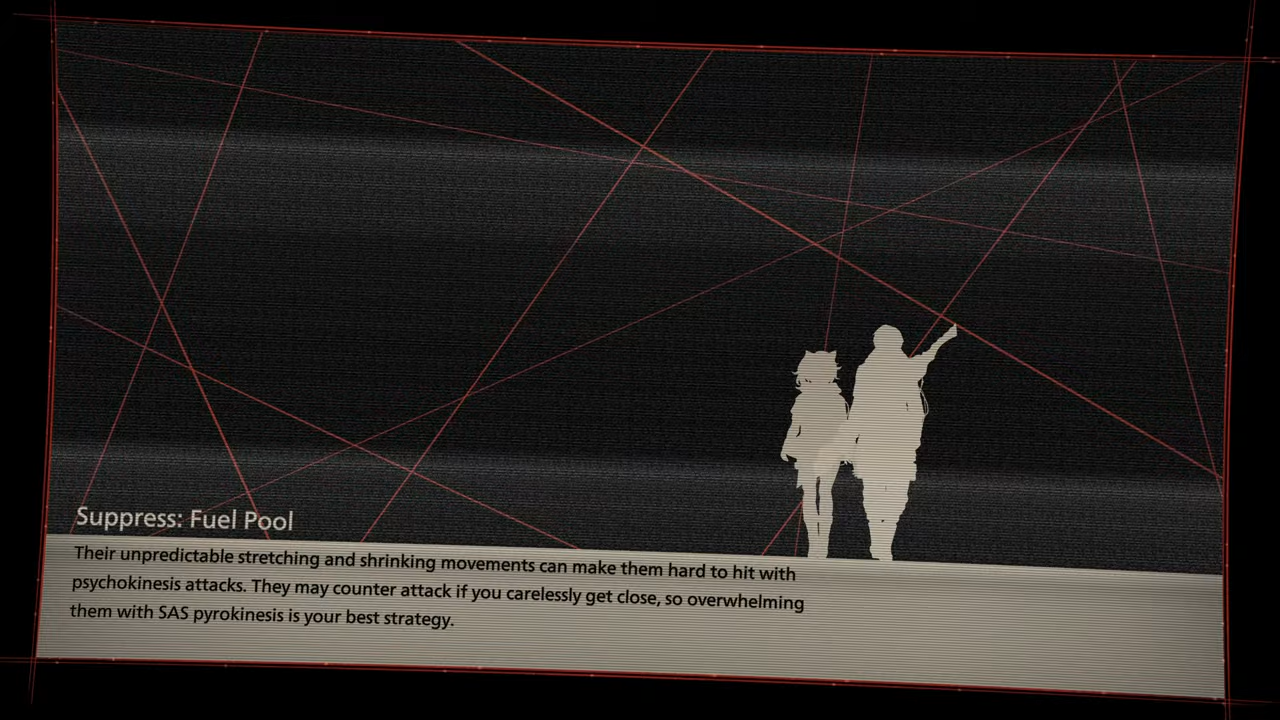 Suppress: Fuel Pool
Their unpredictable stretching and shrinking movements can make them hard to hit with
psychokinesis attacks. They may counter attack if you carelessly get close, so overwhelming
them with SAS pyrokinesis is your best strategy.